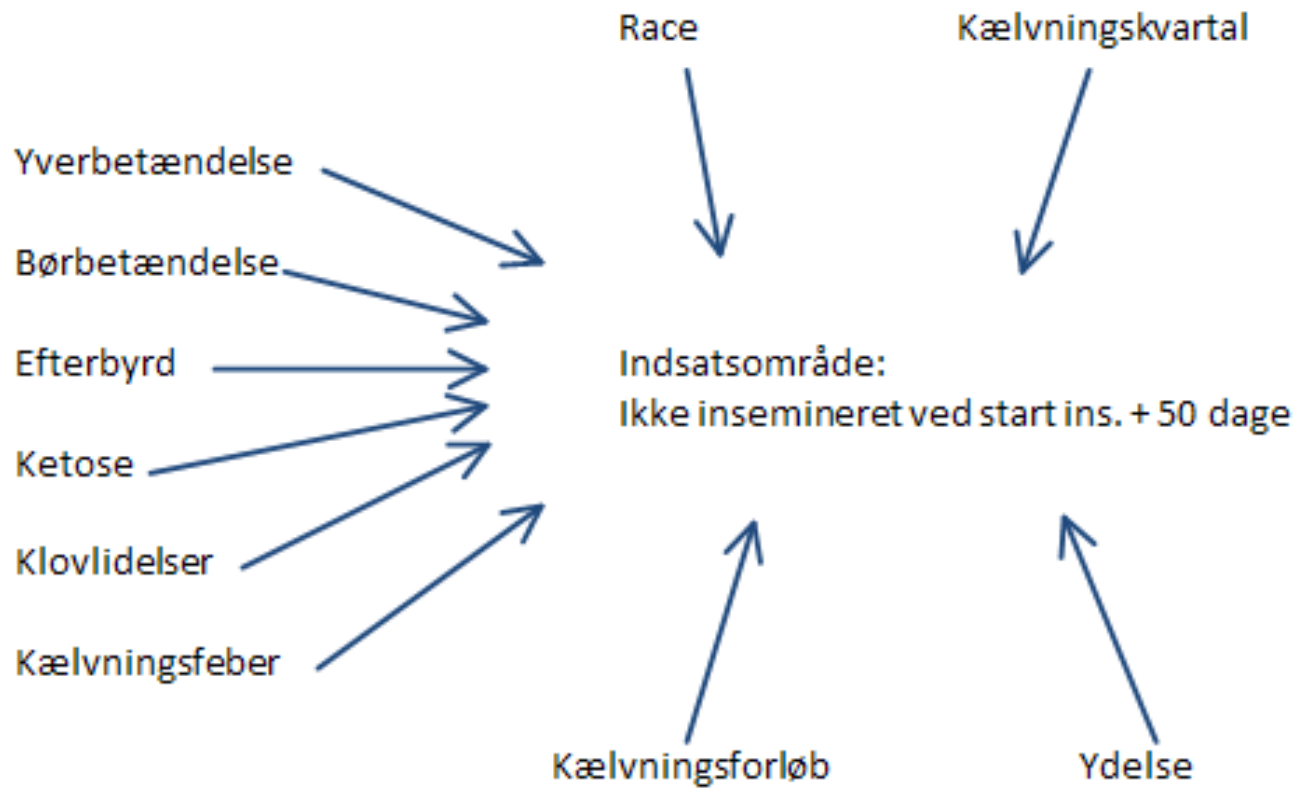 Race
Kælvningskvartal
Yverbetændelse
Børbetændelse
Efterbyrd
Indsatsområde:
Ikke insemineret ved start ins. + 50 dage
Ketose
Klovlidelser
Kælvningsfeber
Kælvningsforløb
Ydelse